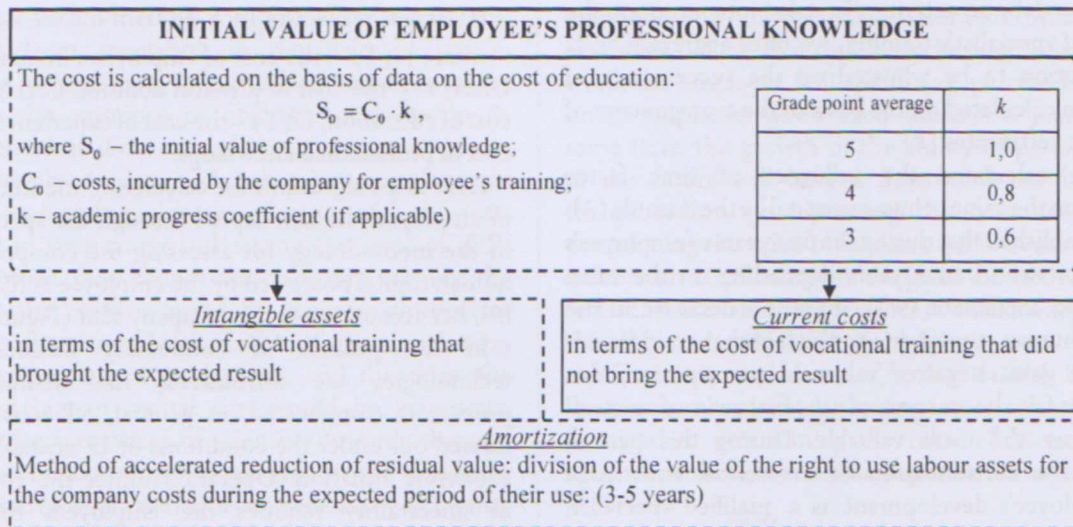 INITIAL VALUE OF EMPLOYEE'S PROFESSIONAL KNOWLEDGE
The cost is calculated on the basis of data on the cost of education:
S₀ = C₀ · k,
where S₀ – the initial value of professional knowledge;
C₀ – costs, incurred by the company for employee's training;
k – academic progress coefficient (if applicable)
Grade point average k
5 1,0
4 0,8
3 0,6
Intangible assets
in terms of the cost of vocational training that
brought the expected result
Current costs
in terms of the cost of vocational training that did
not bring the expected result
Amortization
Method of accelerated reduction of residual value: division of the value of the right to use labour assets for
the company costs during the expected period of their use: (3-5 years)